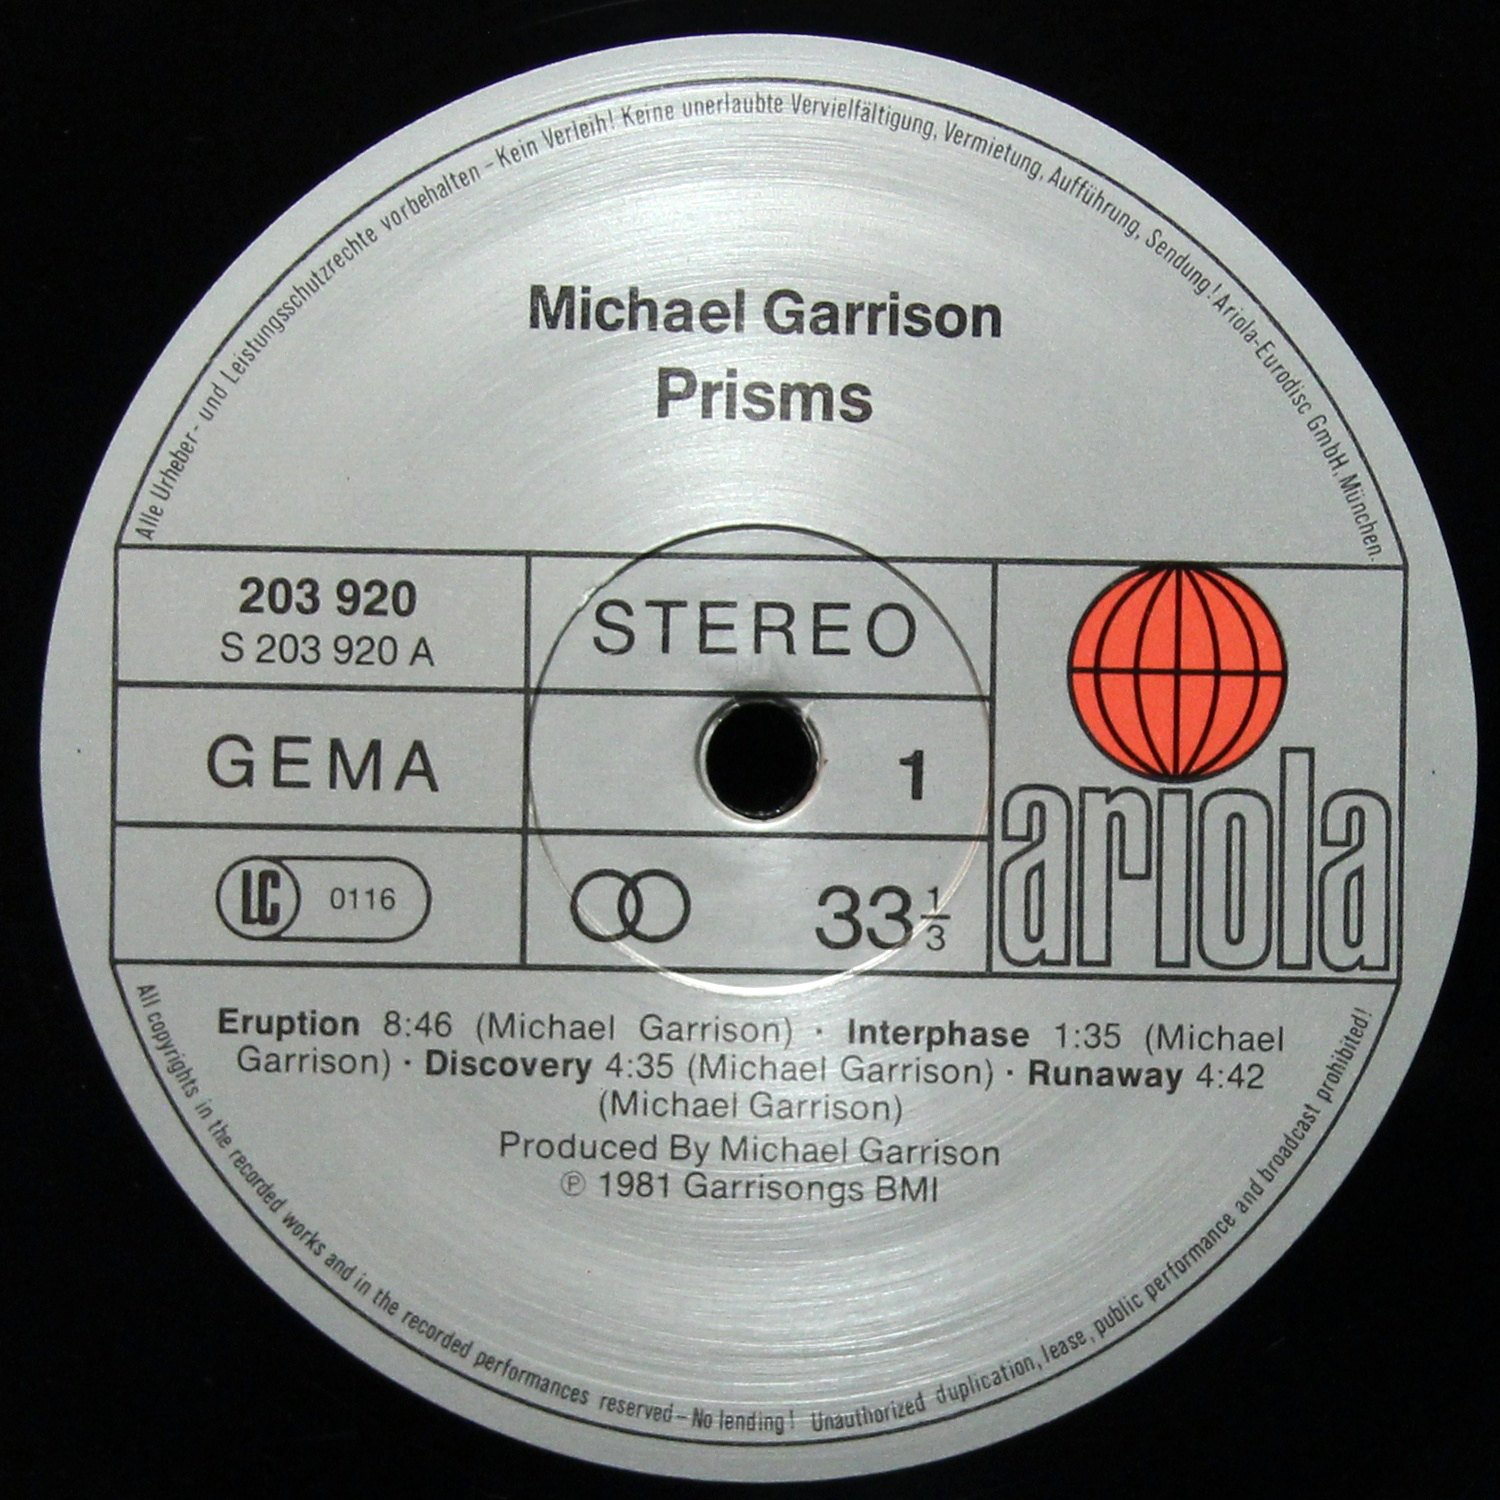 Alle Urheber- und Leistungsschutzrechte vorbehalten – Kein Verleih! Keine unerlaubte Vervielfältigung, Vermietung, Aufführung, Sendung! Ariola-Eurodisc GmbH, München.
Michael Garrison
Prisms
203 920
S 203 920 A
STEREO
GEMA
1
LC 0116
33 1/3
ariola
Eruption 8:46 (Michael Garrison) · Interphase 1:35 (Michael
Garrison) · Discovery 4:35 (Michael Garrison) · Runaway 4:42
(Michael Garrison)
Produced By Michael Garrison
℗ 1981 Garrisongs BMI
All copyrights in the recorded works and in the recorded performances reserved – No lending! Unauthorized duplication, lease, public performance and broadcast prohibited!